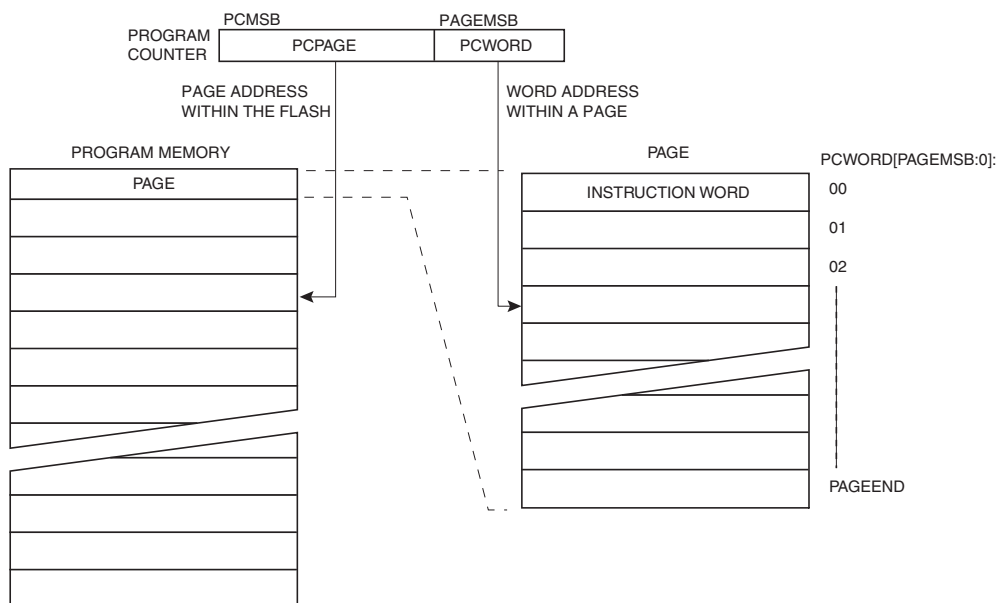 PCMSB PAGEMSB
PROGRAM
COUNTER
PCPAGE PCWORD
PAGE ADDRESS
WITHIN THE FLASH
WORD ADDRESS
WITHIN A PAGE
PROGRAM MEMORY
PAGE
PAGE
PCWORD[PAGEMSB:0]:
INSTRUCTION WORD
00
01
02
PAGEEND